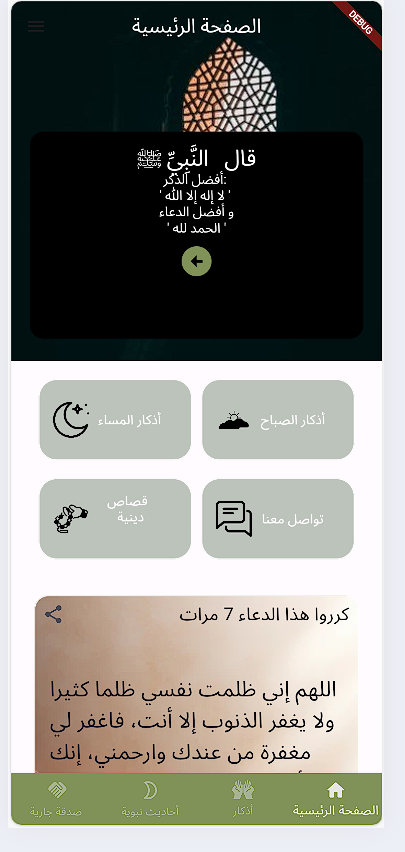 الصفحة الرئيسية
DEBUG
قال النَّبِيِّ ﷺ
أفضل الذكر:
' لا إله إلا الله '
و أفضل الدعاء
' الحمد لله '
أذكار الصباح
أذكار المساء
تواصل معنا
قصاص
دينية
كرروا هذا الدعاء 7 مرات
اللهم إني ظلمت نفسي ظلما كثيرا
ولا يغفر الذنوب إلا أنت، فاغفر لي
مغفرة من عندك وارحمني، إنك
الصفحة الرئيسية
أذكار
أحاديث نبوية
صدقة جارية